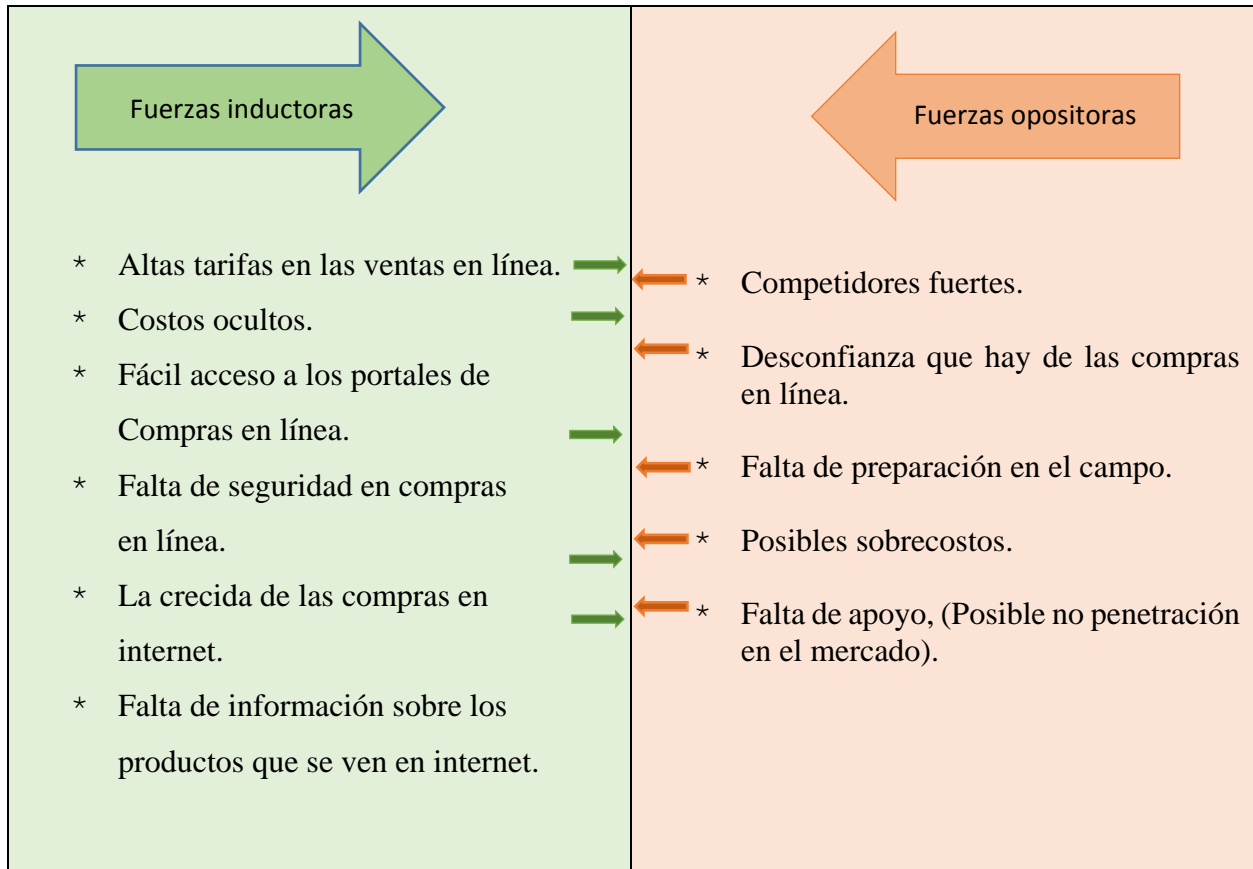 Fuerzas inductoras
* Altas tarifas en las ventas en línea.
* Costos ocultos.
* Fácil acceso a los portales de
Compras en línea.
* Falta de seguridad en compras
en línea.
* La crecida de las compras en
internet.
* Falta de información sobre los
productos que se ven en internet.
Fuerzas opositoras
* Competidores fuertes.
* Desconfianza que hay de las compras
en línea.
* Falta de preparación en el campo.
* Posibles sobrecostos.
* Falta de apoyo, (Posible no penetración
en el mercado).